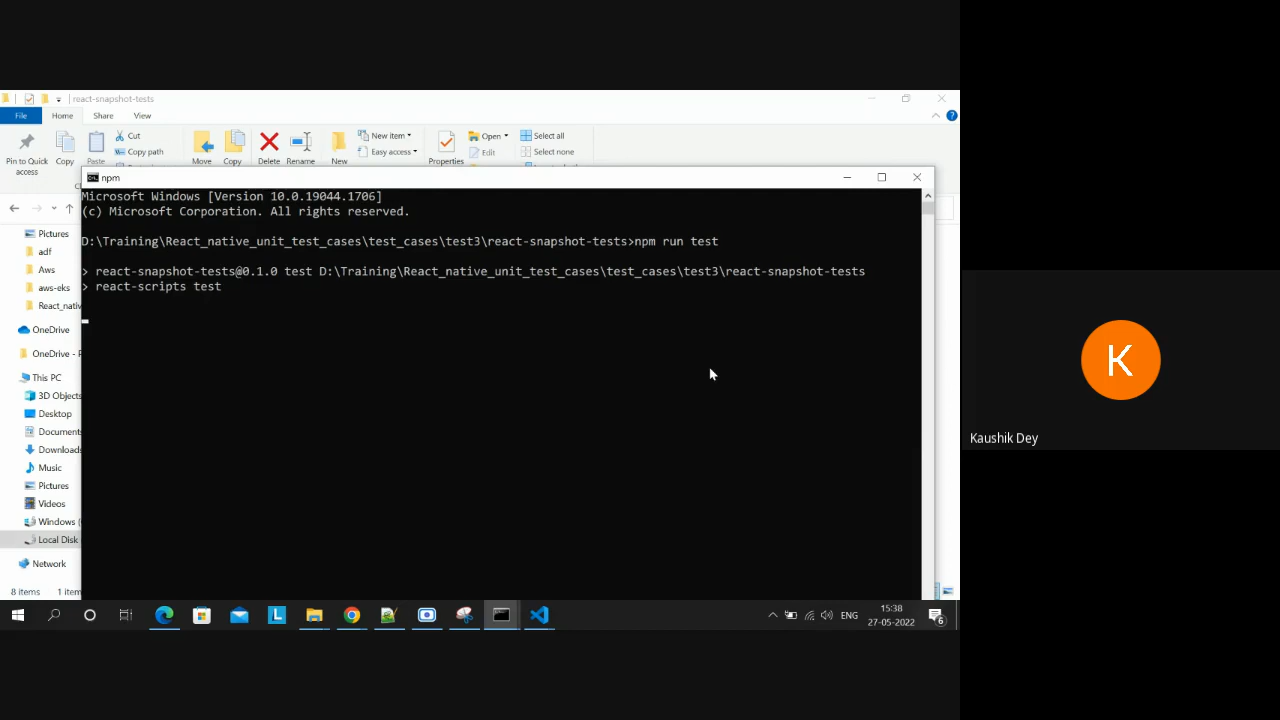 react-snapshot-tests
File Home Share View
Pin to Quick access
Copy
Paste
Cut
Copy path
Move
Copy
Delete
Rename
New
New item
Easy access
Properties
Open
Edit
Select all
Select none
npm
Microsoft Windows [Version 10.0.19044.1706]
(c) Microsoft Corporation. All rights reserved.
D:\Training\React_native_unit_test_cases\test_cases\test3\react-snapshot-tests>npm run test
> react-snapshot-tests@0.1.0 test D:\Training\React_native_unit_test_cases\test_cases\test3\react-snapshot-tests
> react-scripts test
Pictures
adf
Aws
aws-eks
React_nativ
OneDrive
OneDrive - P
This PC
3D Objects
Desktop
Documents
Downloads
Music
Pictures
Videos
Windows (
Local Disk
Network
8 items 1 item
L
ENG
15:38
27-05-2022
6
K
Kaushik Dey